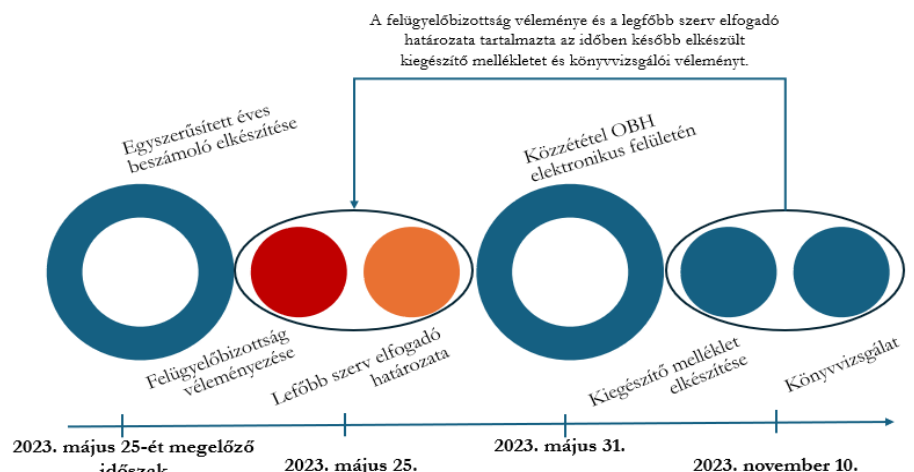 A felügyelőbizottság véleménye és a legfőbb szerv elfogadó
határozata tartalmazta az időben később elkészült
kiegészítő mellékletet és könyvvizsgálói véleményt.
Egyszerűsített éves
beszámoló elkészítése
Közzététel OBH
elektronikus felületén
Felügyelőbizottság
véleményezése
Lefőbb szerv elfogadó
határozata
Kiegészítő melléklet
elkészítése
Könyvvizsgálat
2023. május 25-ét megelőző
időszak
2023. május 25.
2023. május 31.
2023. november 10.